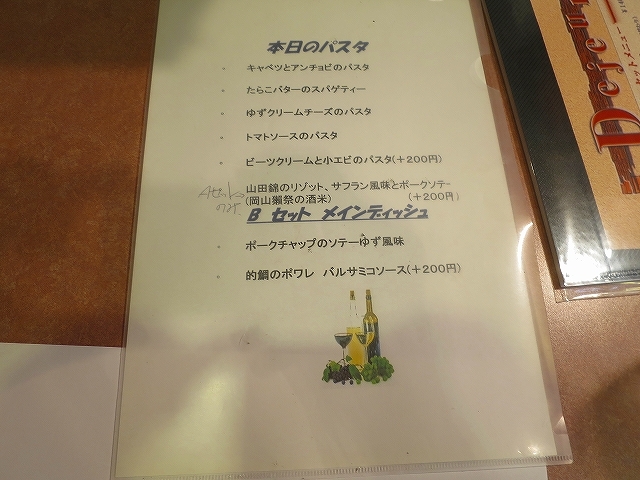 本日のパスタ
。キャベツとアンチョビのパスタ
。たらこバターのスパゲティー
。ゆずクリームチーズのパスタ
。トマトソースのパスタ
。ビーツクリームと小エビのパスタ(+200円)
山田錦のリゾット、サフラン風味とポークソテー
(岡山獺祭の酒米) (+200円)
B セット メインディッシュ
。ポークチャップのソテーゆず風味
。的鯛のポワレ バルサミコソース(+200円)